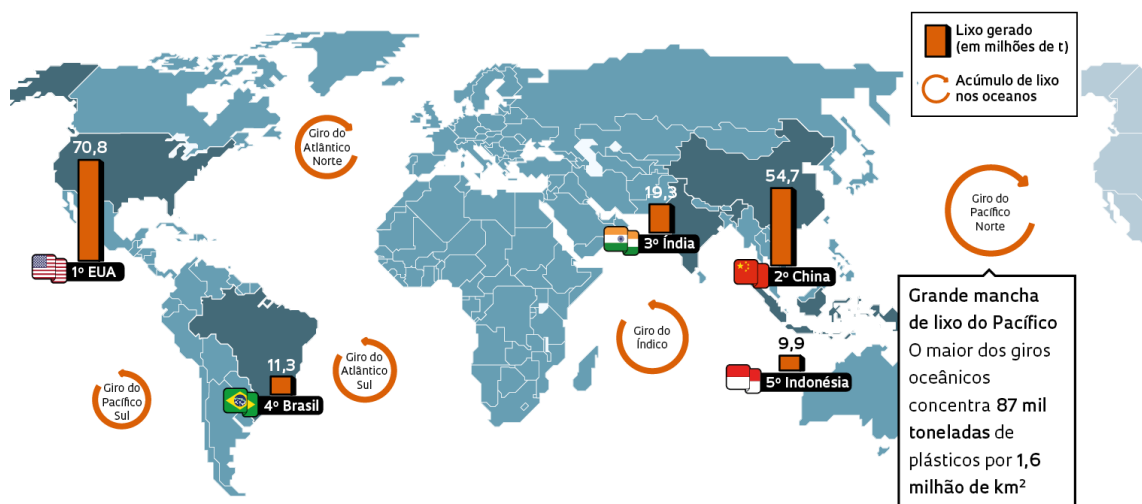 Lixo gerado
(em milhões de t)
Acúmulo de lixo
nos oceanos
Giro do
Atlântico
Norte
70,8
1º EUA
19,3
3º Índia
54,7
2º China
Giro do
Pacífico
Norte
Grande mancha
de lixo do Pacífico
O maior dos giros
oceânicos
concentra 87 mil
toneladas de
plásticos por 1,6
milhão de km²
Giro do
Índico
9,9
5º Indonésia
Giro do
Atlântico
Sul
11,3
4º Brasil
Giro do
Pacífico
Sul